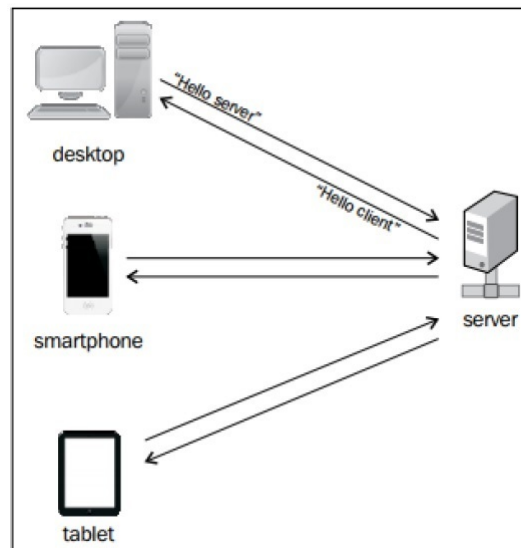 "Hello server"
desktop
"Hello client"
smartphone
server
tablet